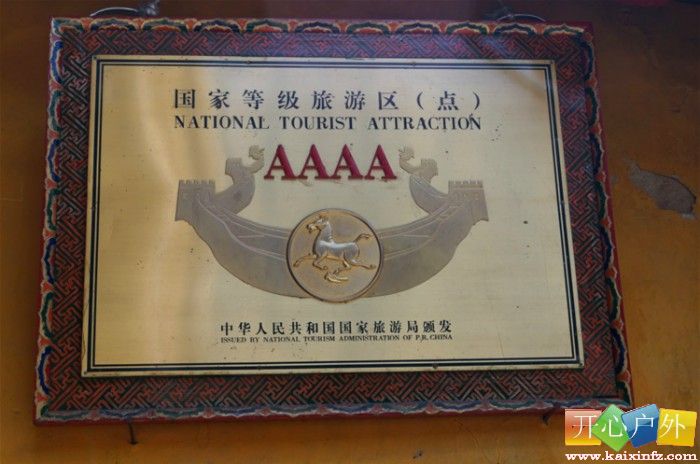 国家等级旅游区（点）
NATIONAL TOURIST ATTRACTION
AAAA
中华人民共和国国家旅游局颁发
ISSUED BY NATIONAL TOURISM ADMINISTRATION OF P.R. CHINA
开心户外
www.kaixinfz.com